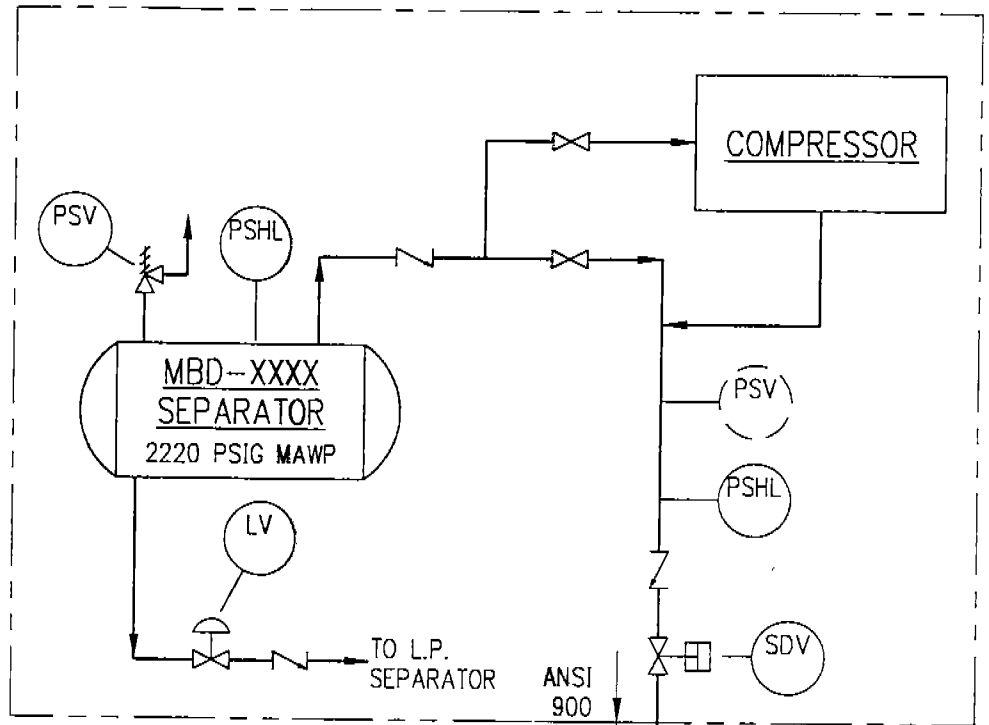 COMPRESSOR
PSV
PSHL
MBD-XXXX
SEPARATOR
2220 PSIG MAWP
PSV
PSHL
LV
TO L.P.
SEPARATOR
ANSI
900
SDV